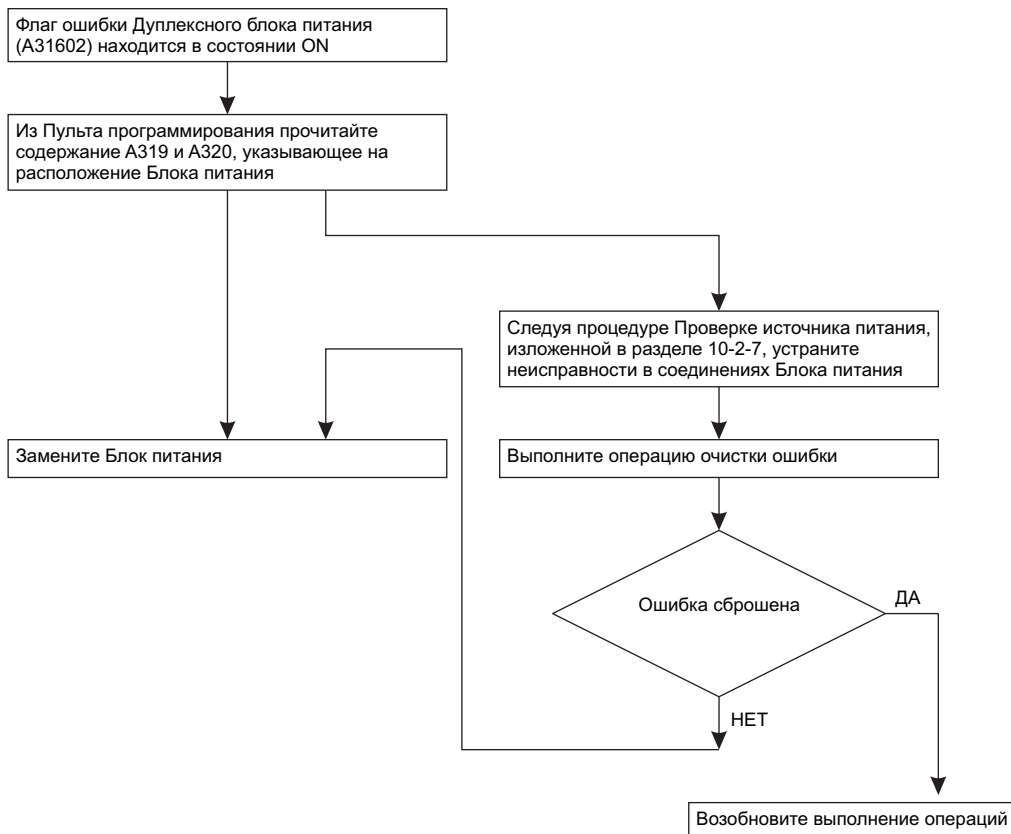 Флаг ошибки Дуплексного блока питания
(A31602) находится в состоянии ON
Из Пульта программирования прочитайте
содержание A319 и A320, указывающее на
расположение Блока питания
Следуя процедуре Проверке источника питания,
изложенной в разделе 10-2-7, устраните
неисправности в соединениях Блока питания
Замените Блок питания
Выполните операцию очистки ошибки
Ошибка сброшена
ДА
НЕТ
Возобновите выполнение операций